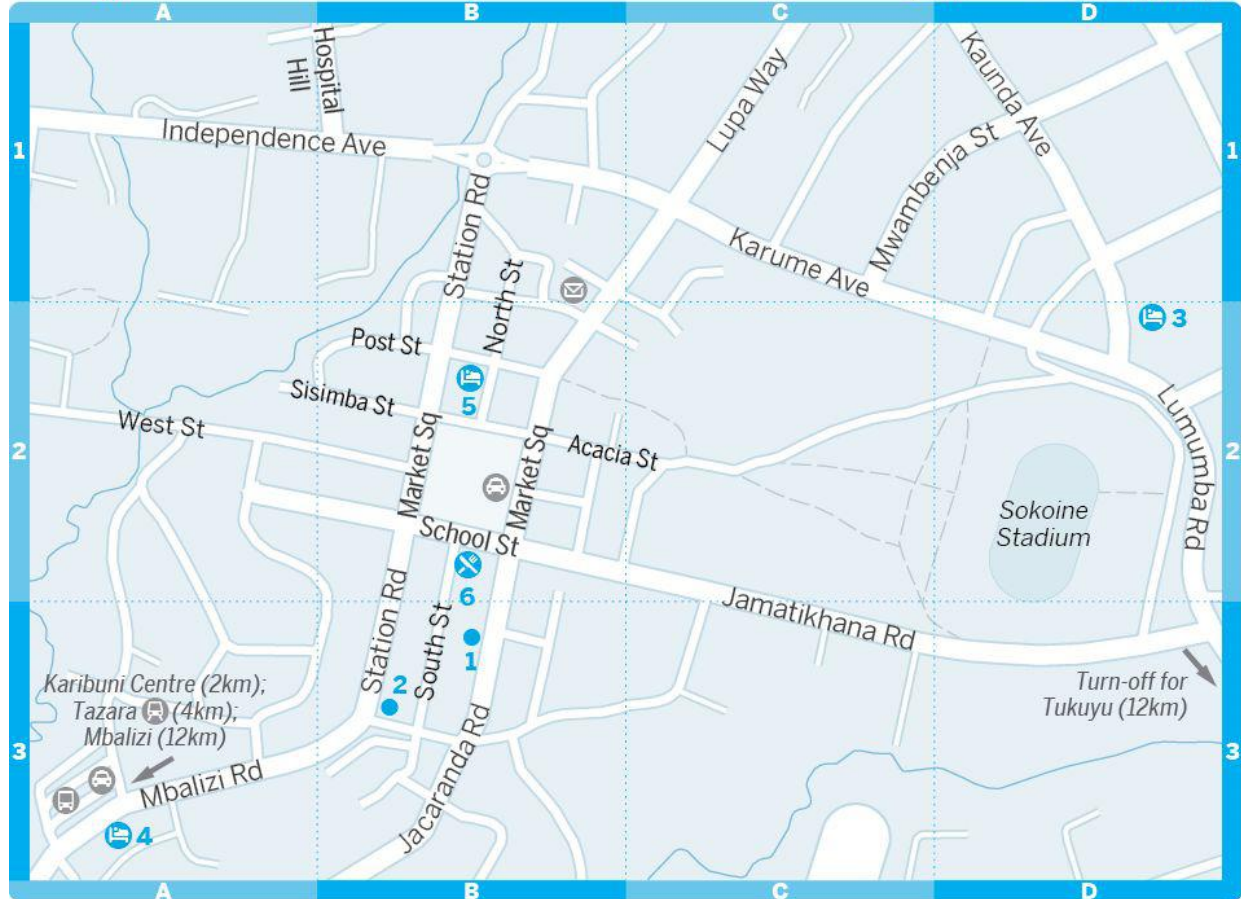 A
B
C
D
Hospital
Hill
Independence Ave
1
1
Lupa Way
Kaunda Ave
Mwambenja St
Station Rd
North St
Karume Ave
3
Post St
5
Sisimba St
West St
Market Sq
Market Sq
Acacia St
Lumumba Rd
2
2
Sokoine
Stadium
School St
6
Jamatikhana Rd
Station Rd
South St
1
2
Karibuni Centre (2km);
Tazara (4km);
Mbalizi (12km)
Turn-off for
Tukuyu (12km)
3
3
Mbalizi Rd
Jacaranda Rd
4
A
B
C
D